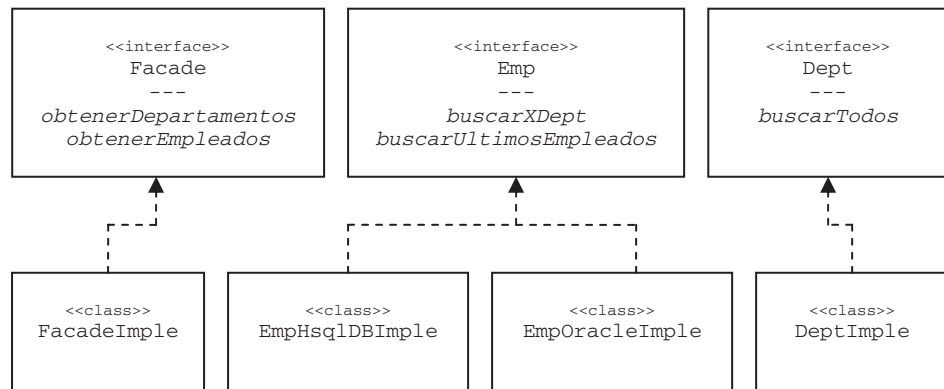 <<interface>>
Facade
---
obtenerDepartamentos
obtenerEmpleados
<<interface>>
Emp
---
buscarXDept
buscarUltimosEmpleados
<<interface>>
Dept
---
buscarTodos
<<class>>
FacadeImple
<<class>>
EmpHsqlDBImple
<<class>>
EmpOracleImple
<<class>>
DeptImple